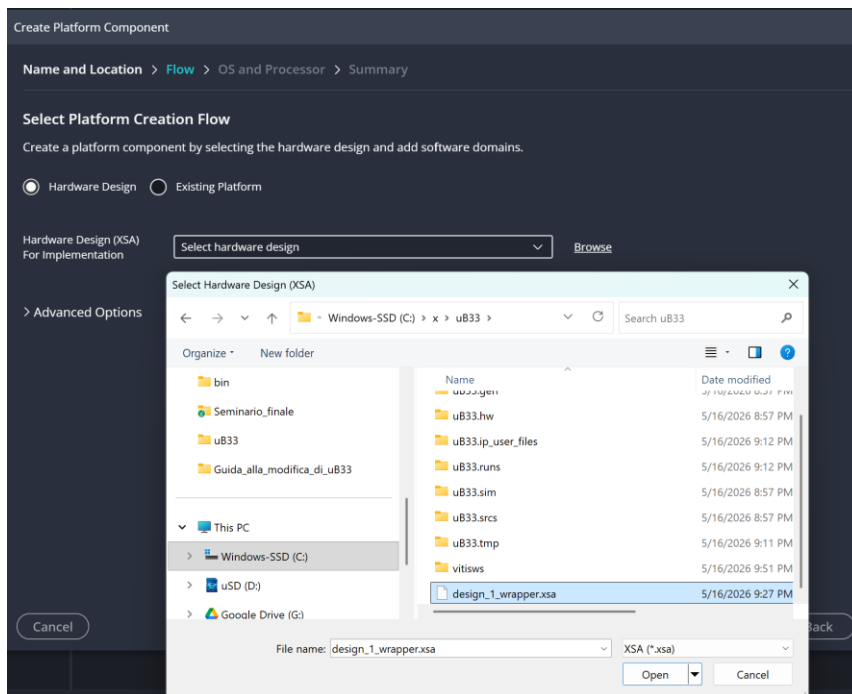 Create Platform Component
Name and Location > Flow > OS and Processor > Summary
Select Platform Creation Flow
Create a platform component by selecting the hardware design and add software domains.
Hardware Design Existing Platform
Hardware Design (XSA)
For Implementation
Select hardware design Browse
> Advanced Options
Select Hardware Design (XSA)
Windows-SSD (C:) > x > uB33 > Search uB33
Organize New folder
Name Date modified
bin
Seminario_finale
uB33
Guida_alla_modifica_di_uB33
This PC
Windows-SSD (C:)
uSD (D:)
Google Drive (G:)
uB33.gen
uB33.hw 5/16/2026 8:57 PM
uB33.ip_user_files 5/16/2026 9:12 PM
uB33.runs 5/16/2026 9:12 PM
uB33.sim 5/16/2026 8:57 PM
uB33.srcs 5/16/2026 8:57 PM
uB33.tmp 5/16/2026 9:11 PM
vitisws 5/16/2026 9:51 PM
design_1_wrapper.xsa 5/16/2026 9:27 PM
File name: design_1_wrapper.xsa XSA (*.xsa)
Open Cancel
Cancel Back